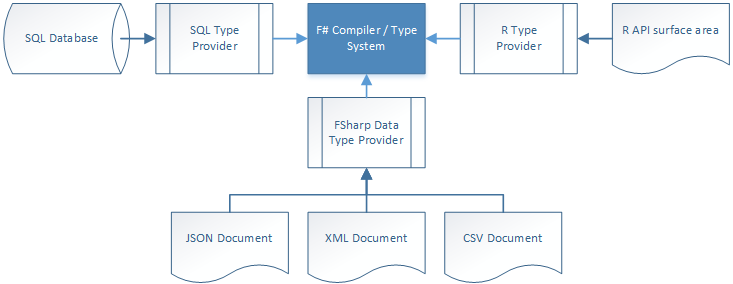 SQL Database
SQL Type
Provider
F# Compiler / Type
System
R Type
Provider
R API surface area
FSharp Data
Type Provider
JSON Document
XML Document
CSV Document